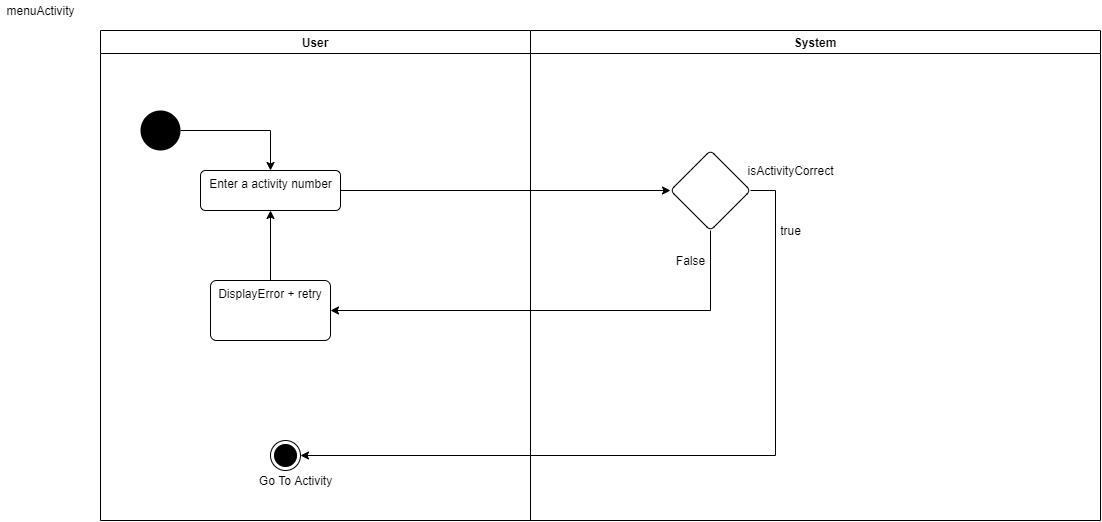 menuActivity
User
System
Enter a activity number
isActivityCorrect
true
False
DisplayError + retry
Go To Activity